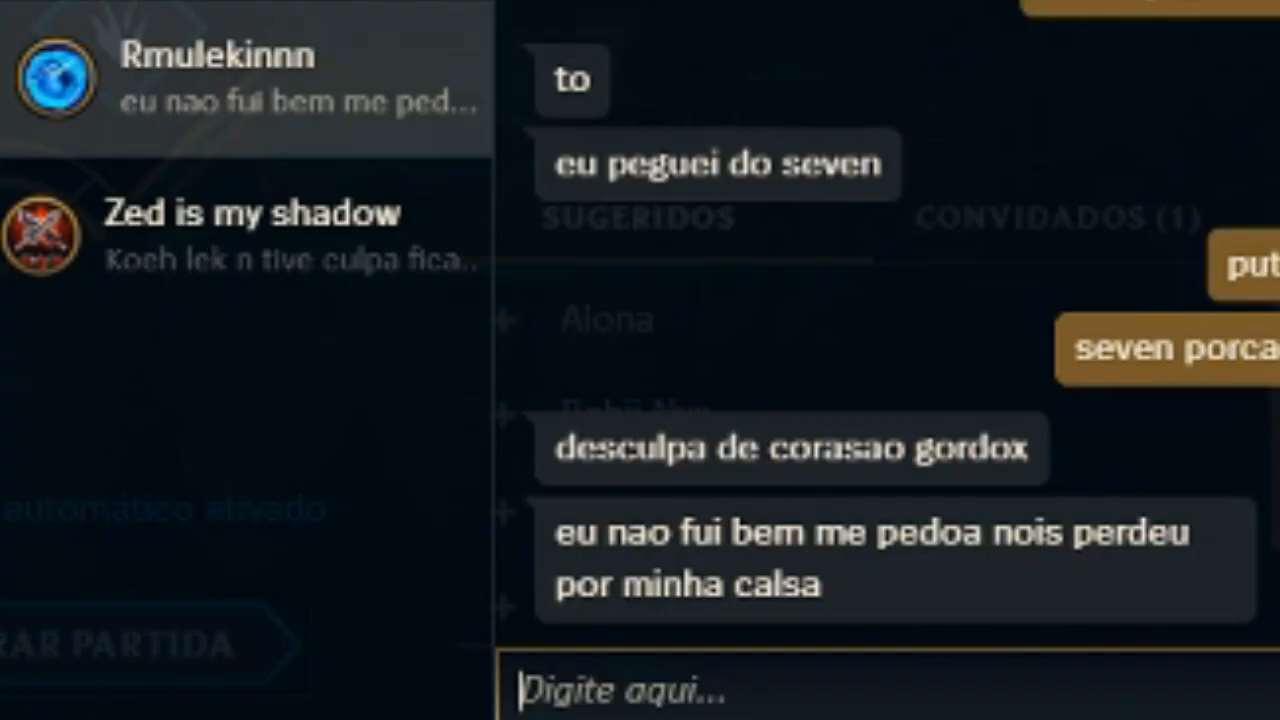 Rmulekinnn
eu nao fui bem me ped...
Zed is my shadow
Koeh lek n tive culpa fica..
to
eu peguei do seven
SUGERIDOS
CONVIDADOS (1)
put
Alona
seven porca
desculpa de corasao gordox
automático ativado
eu nao fui bem me pedoa nois perdeu
por minha calsa
RAR PARTIDA
Digite aqui...